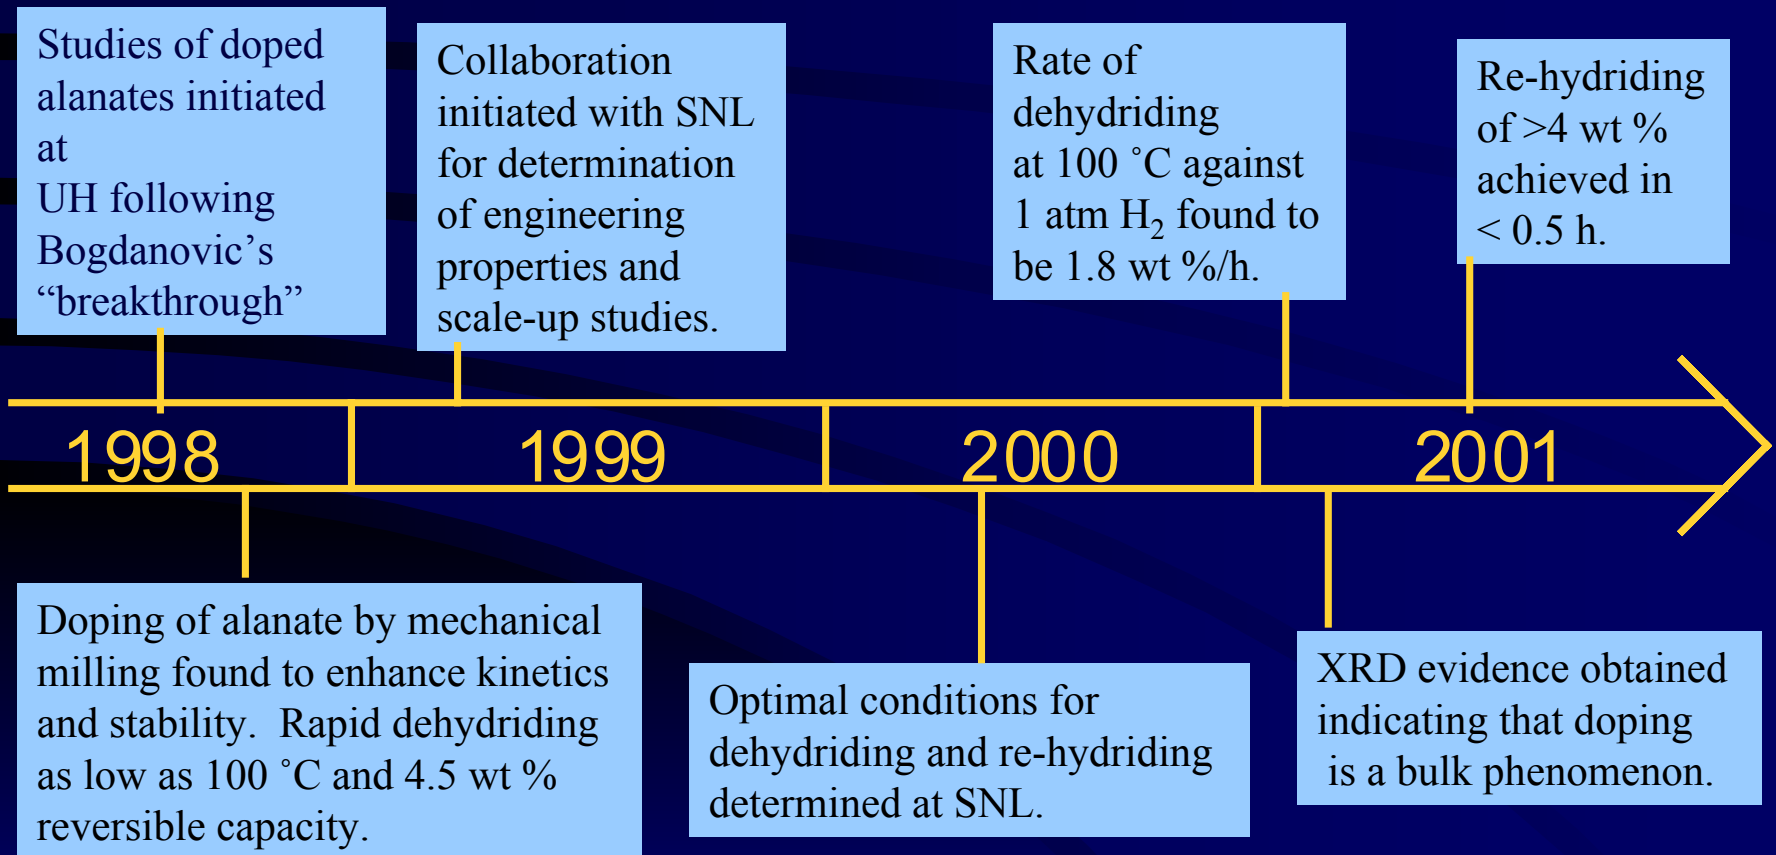 Studies of doped
alanates initiated
at
UH following
Bogdanovic’s
“breakthrough”
Collaboration
initiated with SNL
for determination
of engineering
properties and
scale-up studies.
Rate of
dehydriding
at 100 ˚C against
1 atm H₂ found to
be 1.8 wt %/h.
Re-hydriding
of >4 wt %
achieved in
< 0.5 h.
1998 1999 2000 2001
Doping of alanate by mechanical
milling found to enhance kinetics
and stability.  Rapid dehydriding
as low as 100 ˚C and 4.5 wt %
reversible capacity.
Optimal conditions for
dehydriding and re-hydriding
determined at SNL.
XRD evidence obtained
indicating that doping
is a bulk phenomenon.